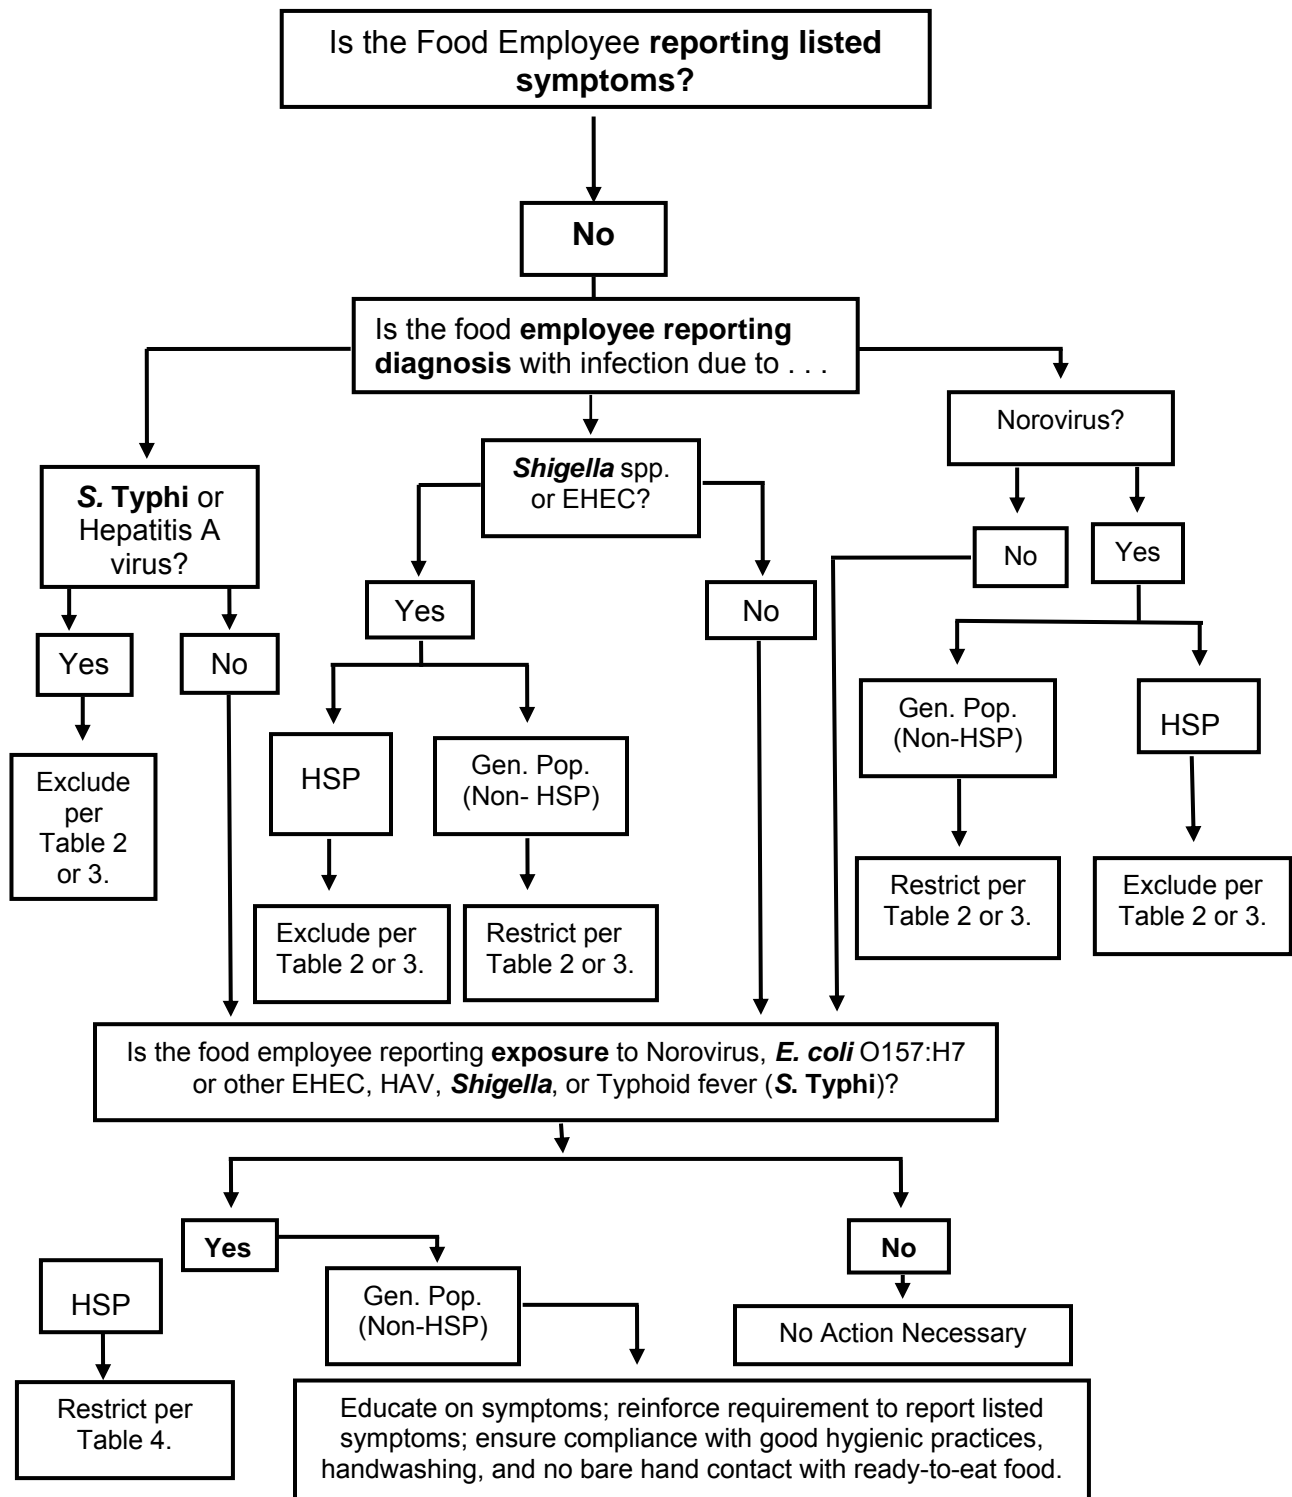 Is the Food Employee reporting listed
symptoms?
No
Is the food employee reporting
diagnosis with infection due to . . .
S. Typhi or
Hepatitis A
virus?
Yes
No
Exclude
per
Table 2
or 3.
Shigella spp.
or EHEC?
Yes
No
HSP
Gen. Pop.
(Non- HSP)
Exclude per
Table 2 or 3.
Restrict per
Table 2 or 3.
Norovirus?
No
Yes
Gen. Pop.
(Non-HSP)
HSP
Restrict per
Table 2 or 3.
Exclude per
Table 2 or 3.
Is the food employee reporting exposure to Norovirus, E. coli O157:H7
or other EHEC, HAV, Shigella, or Typhoid fever (S. Typhi)?
Yes
No
HSP
Gen. Pop.
(Non-HSP)
No Action Necessary
Restrict per
Table 4.
Educate on symptoms; reinforce requirement to report listed
symptoms; ensure compliance with good hygienic practices,
handwashing, and no bare hand contact with ready-to-eat food.